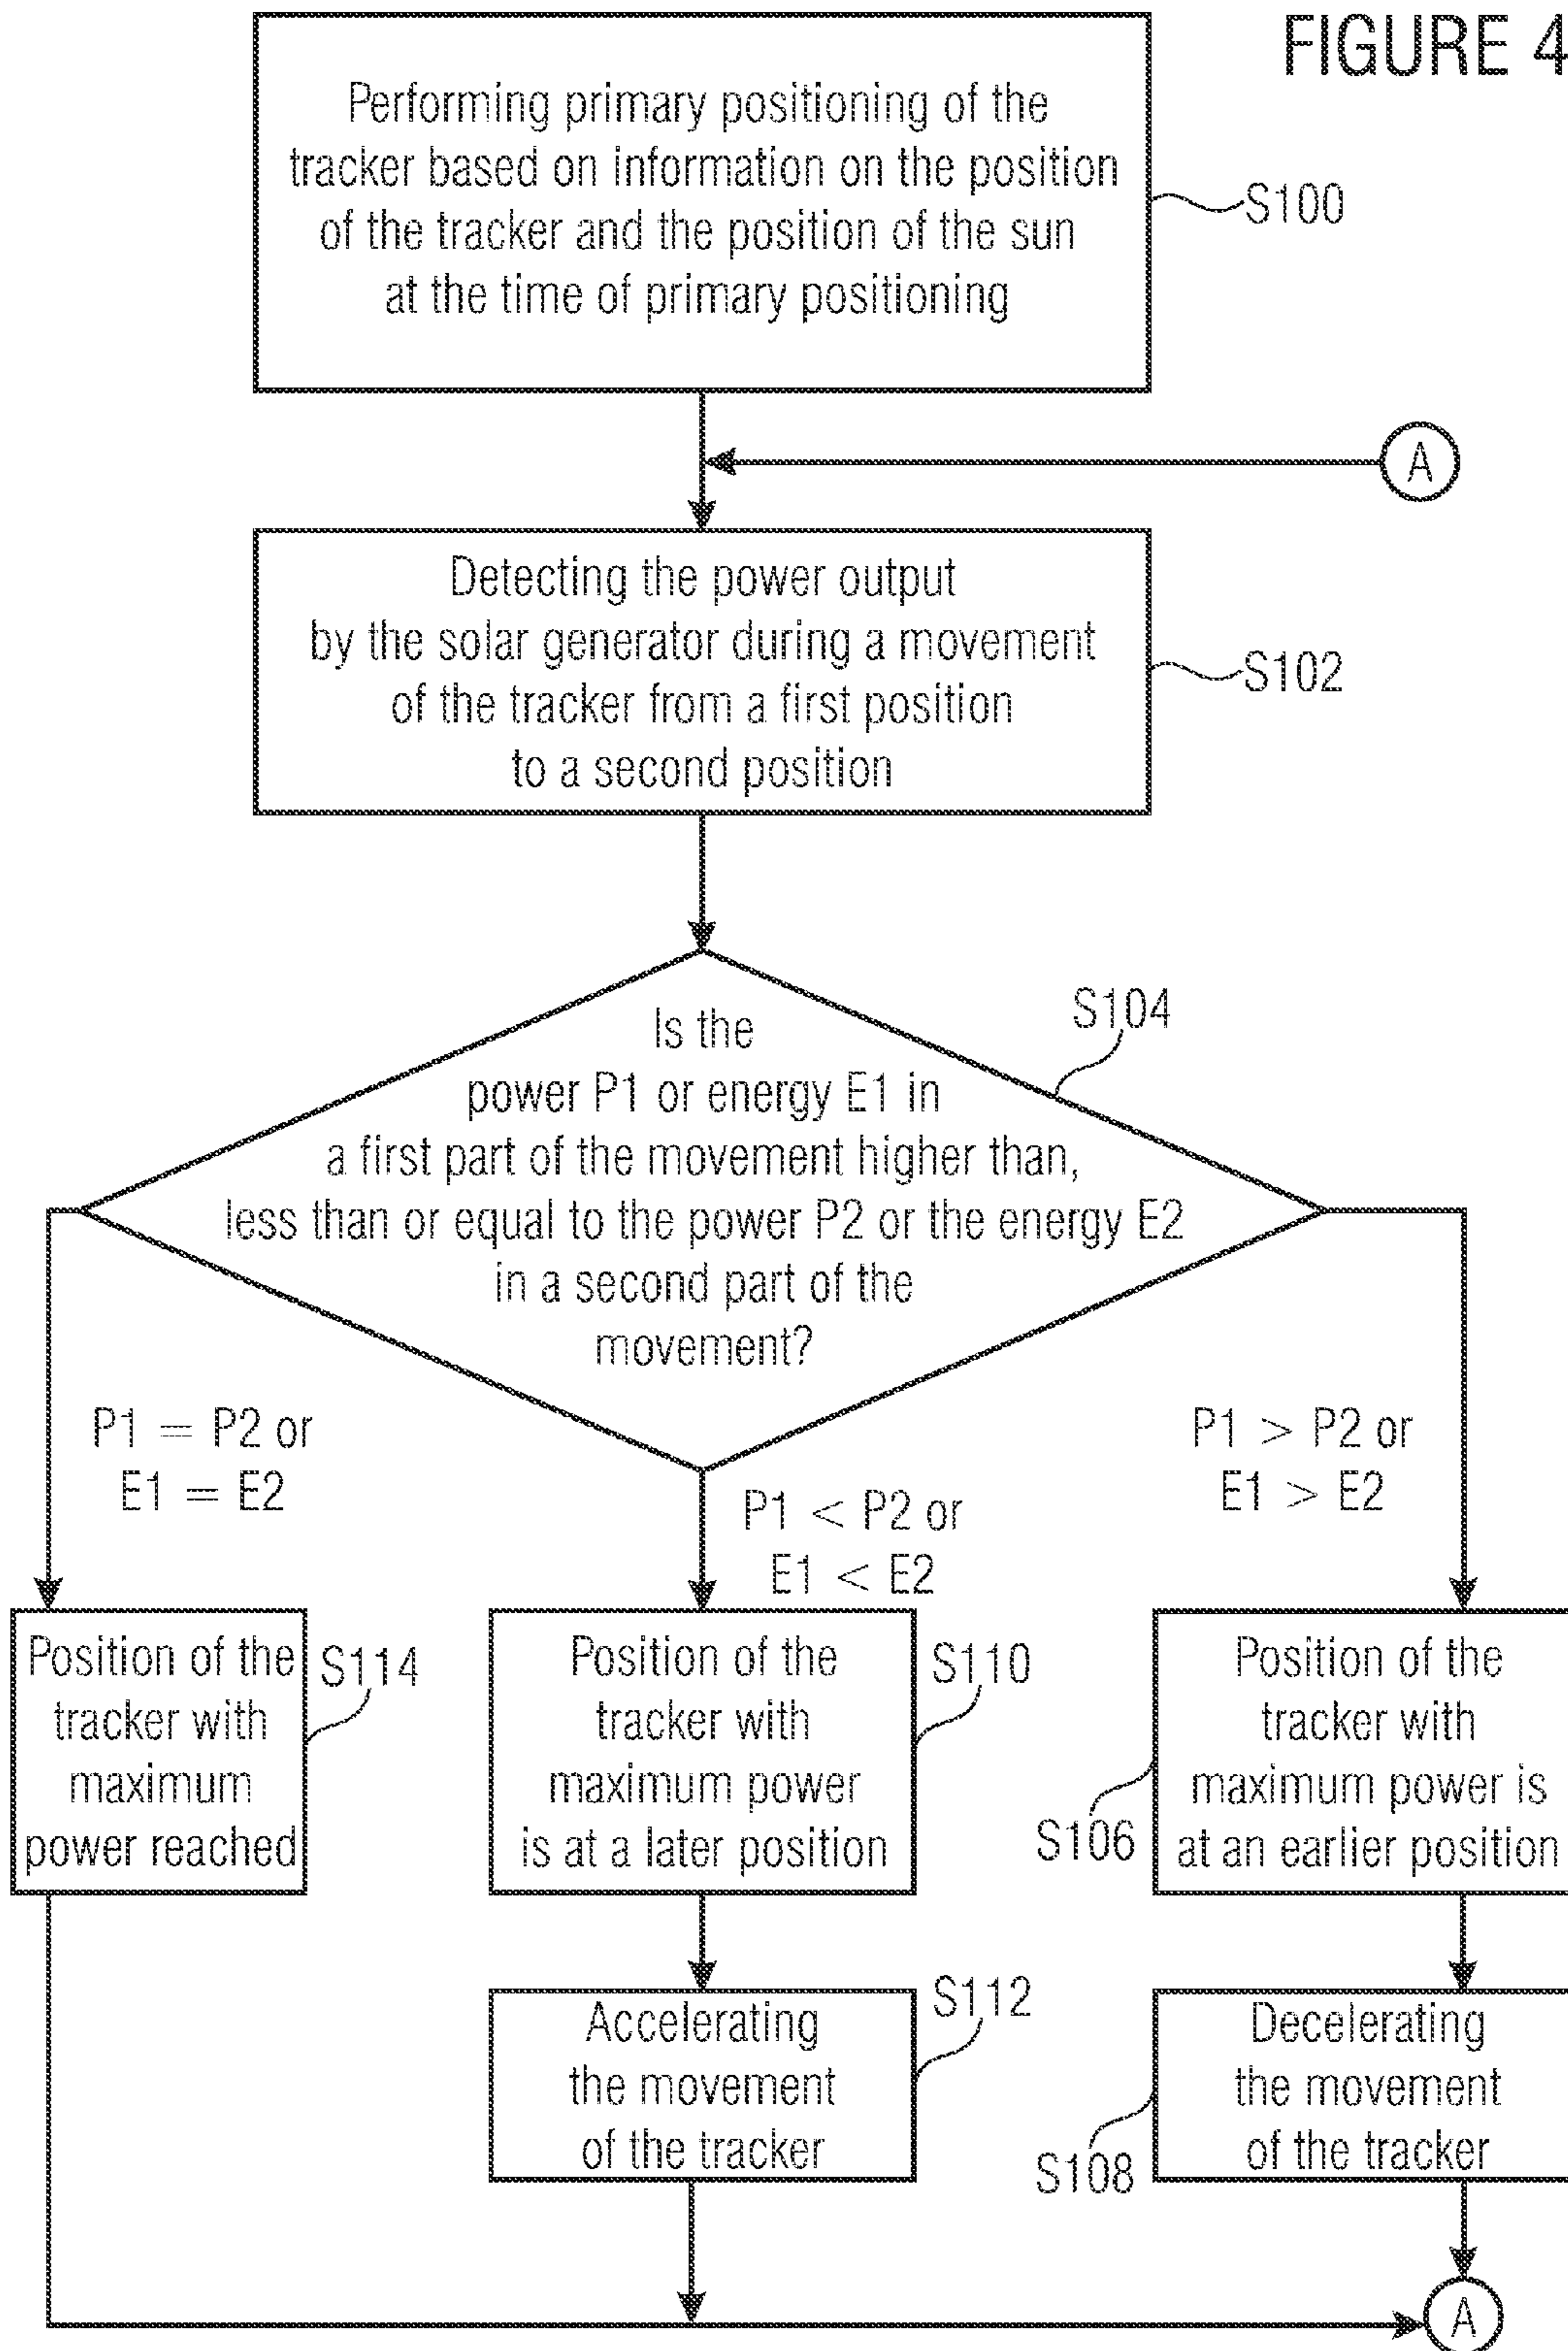 FIGURE 4
Performing primary positioning of the
tracker based on information on the position
of the tracker and the position of the sun
at the time of primary positioning
S100
A
Detecting the power output
by the solar generator during a movement
of the tracker from a first position
to a second position
S102
S104
Is the
power P1 or energy E1 in
a first part of the movement higher than,
less than or equal to the power P2 or the energy E2
in a second part of the
movement?
P1 = P2 or
E1 = E2
P1 < P2 or
E1 < E2
P1 > P2 or
E1 > E2
Position of the
tracker with
maximum
power reached
S114
Position of the
tracker with
maximum power
is at a later position
S110
Position of the
tracker with
maximum power is
at an earlier position
S106
Accelerating
the movement
of the tracker
S112
Decelerating
the movement
of the tracker
S108
A